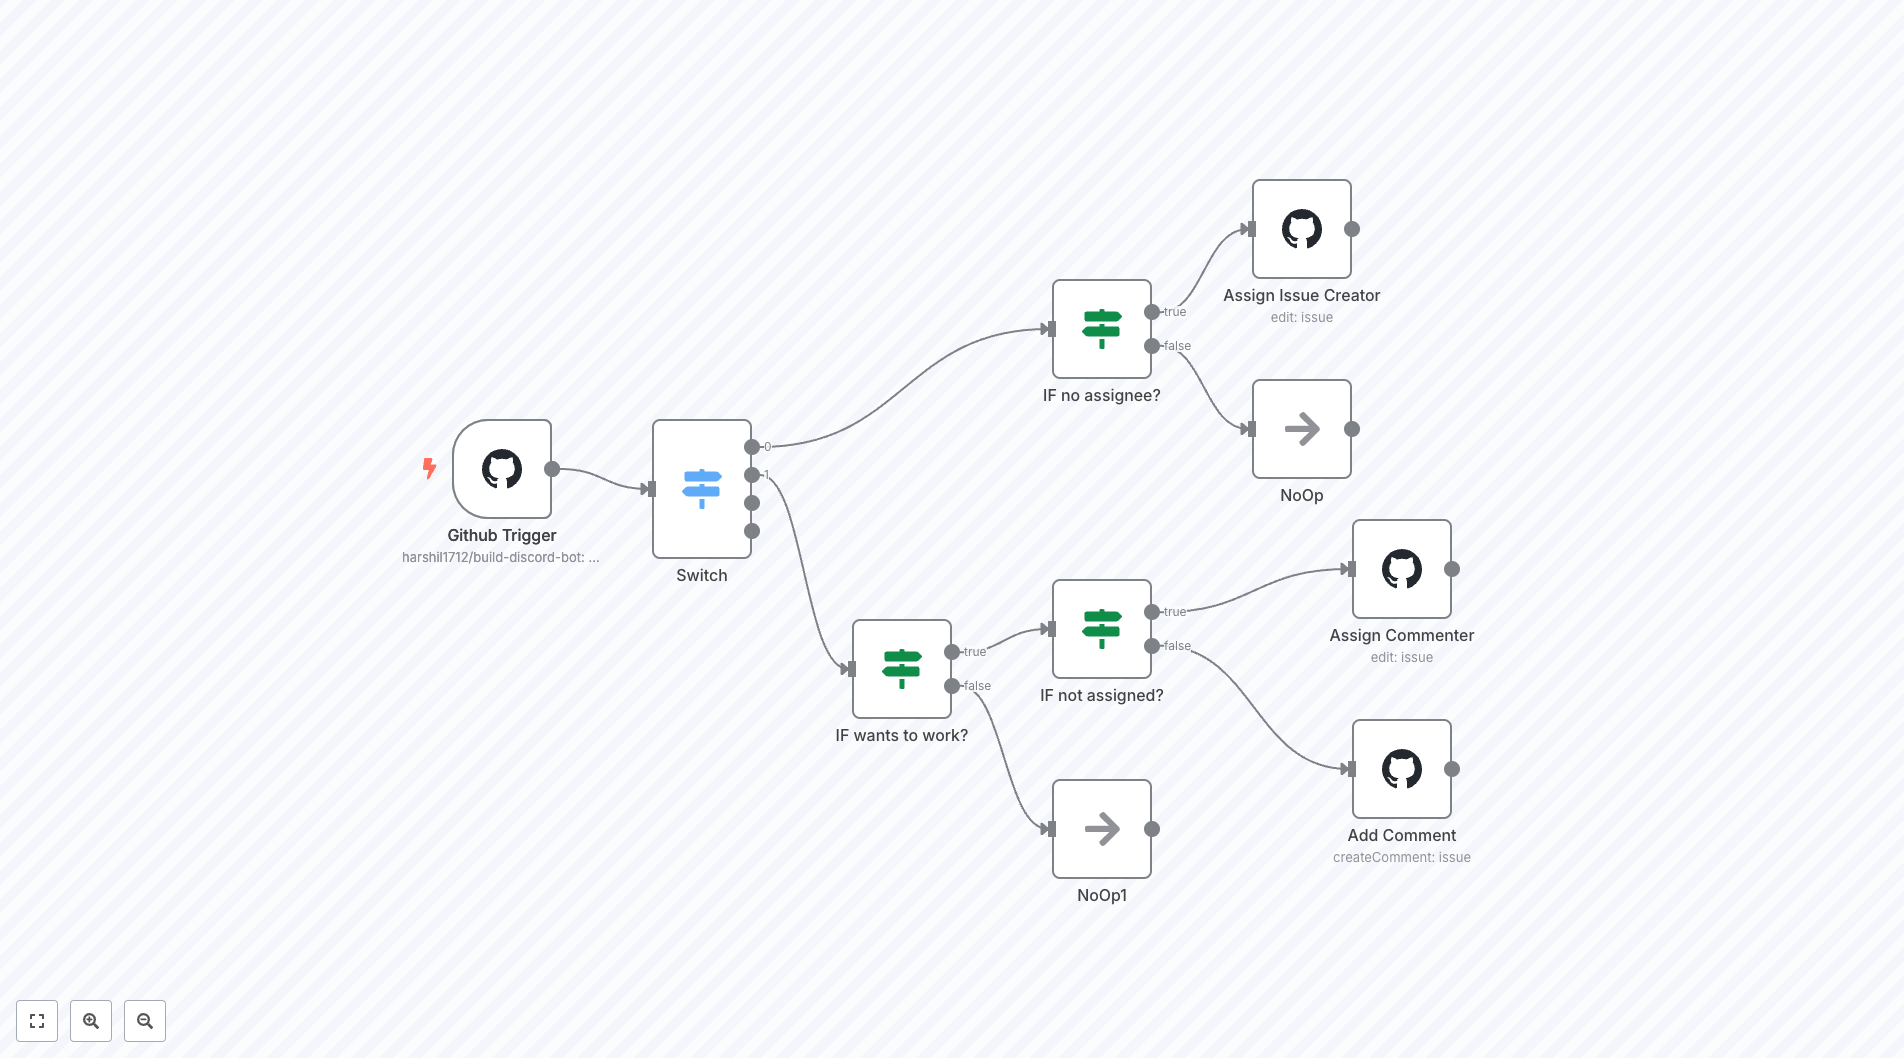 Assign Issue Creator
edit: issue
true
false
IF no assignee?
NoOp
0
1
Github Trigger
harshil1712/build-discord-bot: ...
Switch
true
false
IF not assigned?
Assign Commenter
edit: issue
true
false
IF wants to work?
Add Comment
createComment: issue
NoOp1